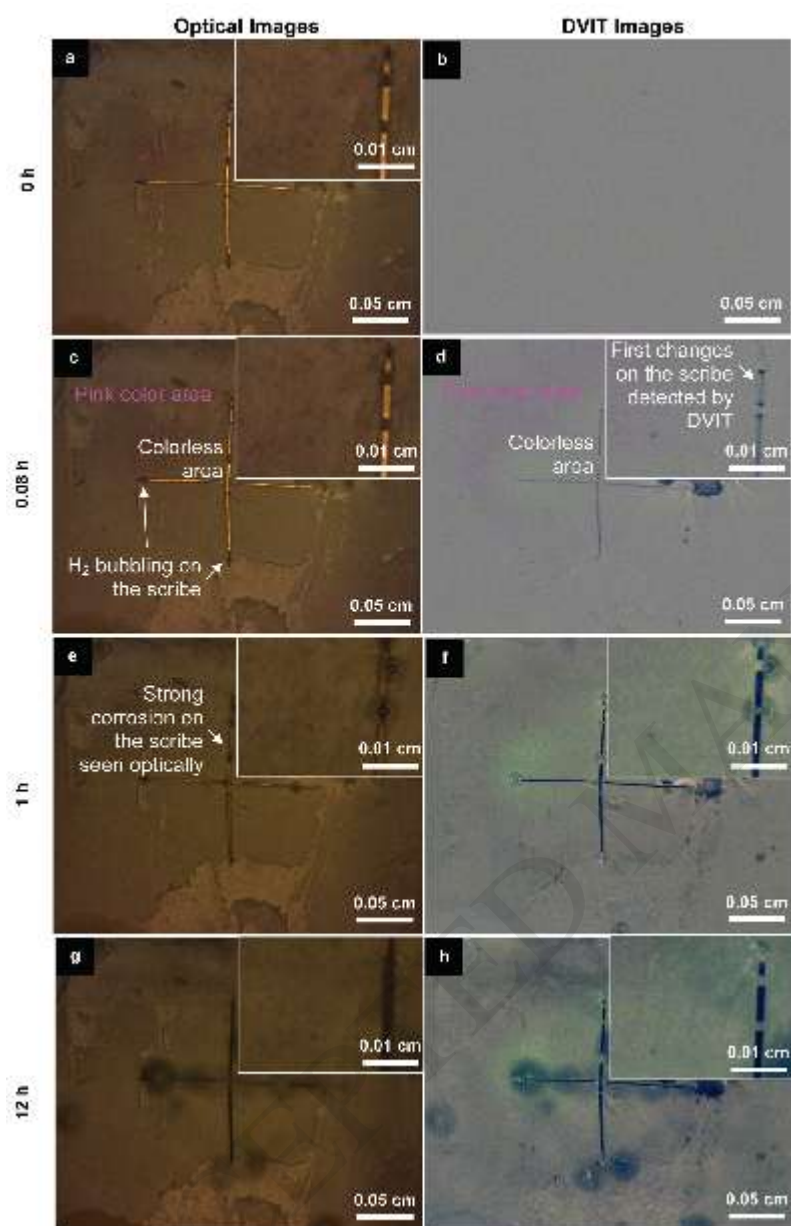 Optical Images
DVIT Images
0 h
a
0.01 cm
0.05 cm
b
0.05 cm
0.08 h
c
Pink color area
Colorless
area
0.01 cm
H₂ bubbling on
the scribe
0.05 cm
d
First changes
on the scribe
detected by
DVIT
Colorless
area
0.01 cm
0.05 cm
1 h
e
Strong
corrosion on
the scribe
seen optically
0.01 cm
0.05 cm
f
0.01 cm
0.05 cm
12 h
g
0.01 cm
0.05 cm
h
0.01 cm
0.05 cm